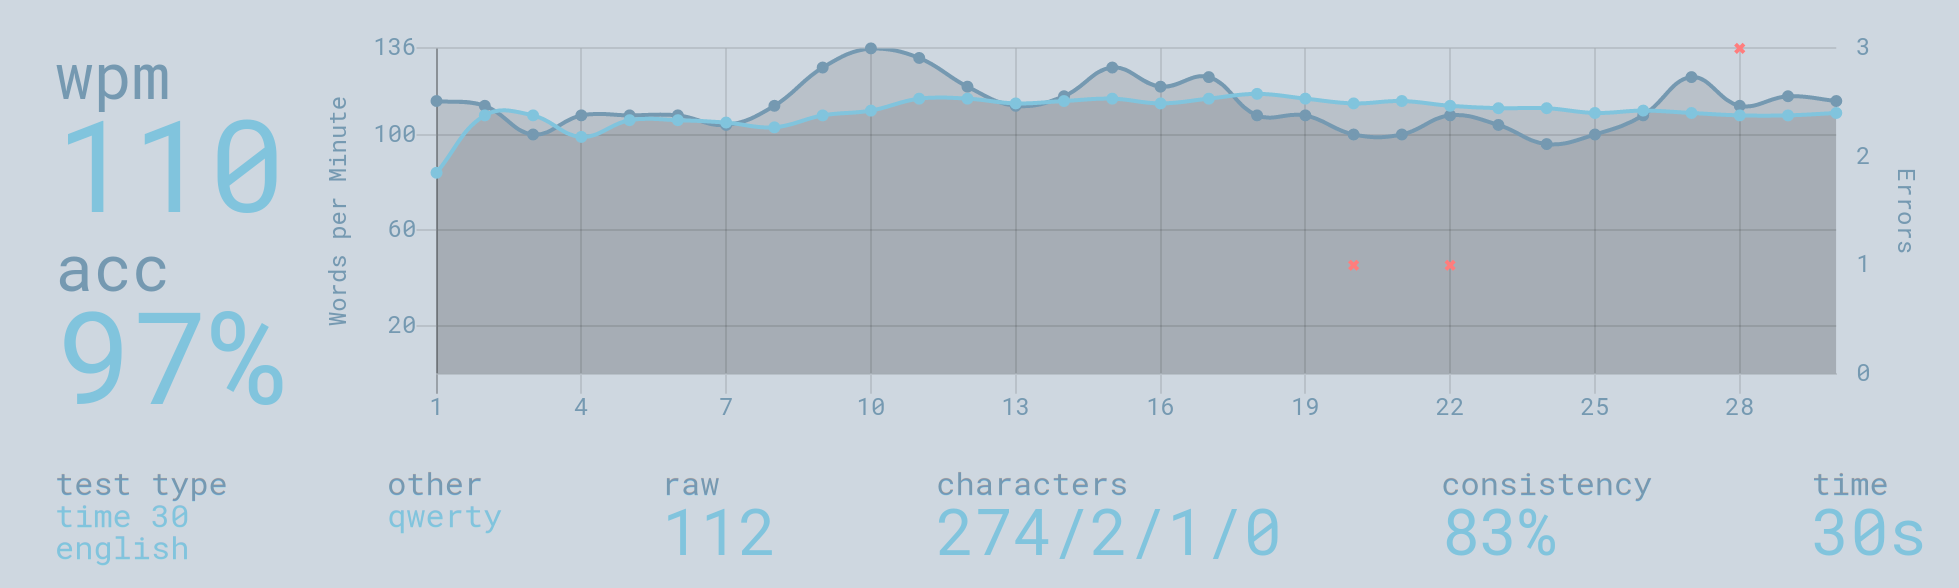 wpm
110
acc
97%
Words per Minute
136
100
60
20
1 4 7 10 13 16 19 22 25 28
3
2
1
0
Errors
test type
time 30
english
other
qwerty
raw
112
characters
274/2/1/0
consistency
83%
time
30s